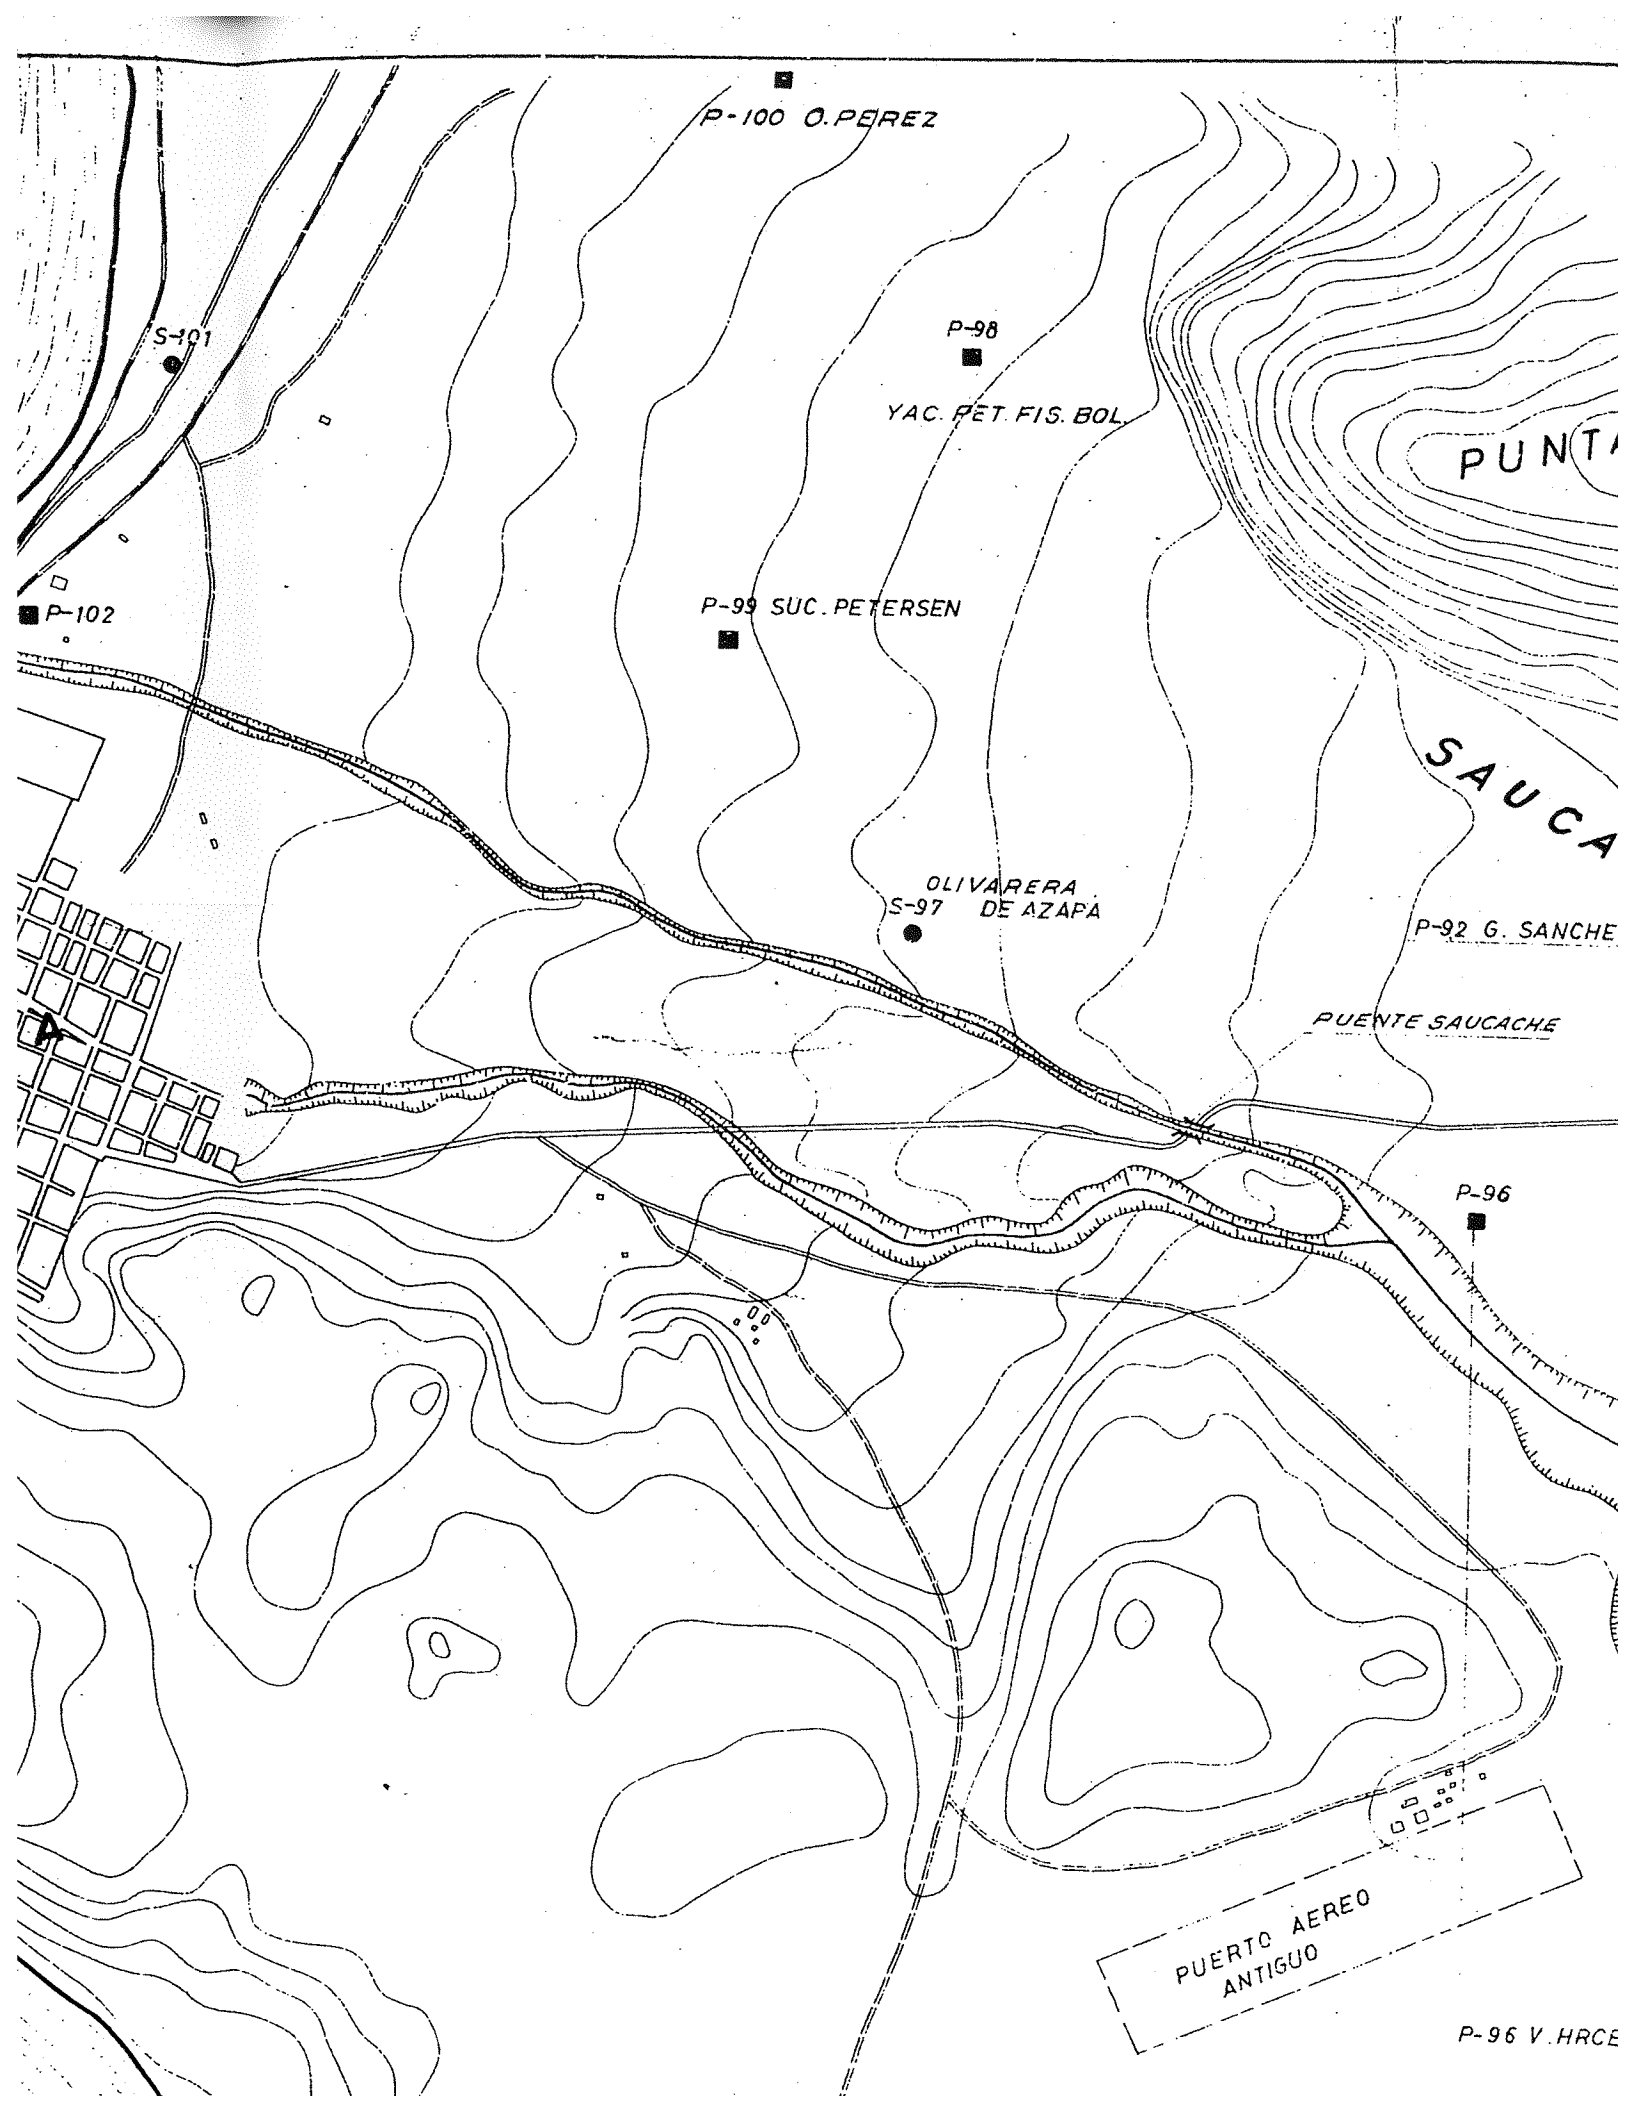 P-100 O. PEREZ
S-101
P-98
YAC. PET. FIS. BOL.
PUNTA
P-102
P-99 SUC. PETERSEN
SAUCA
OLIVARERA
S-97 DE AZAPA
P-92 G. SANCHE
A
PUENTE SAUCACHE
P-96
PUERTO AEREO
ANTIGUO
P-96 V. HRCE